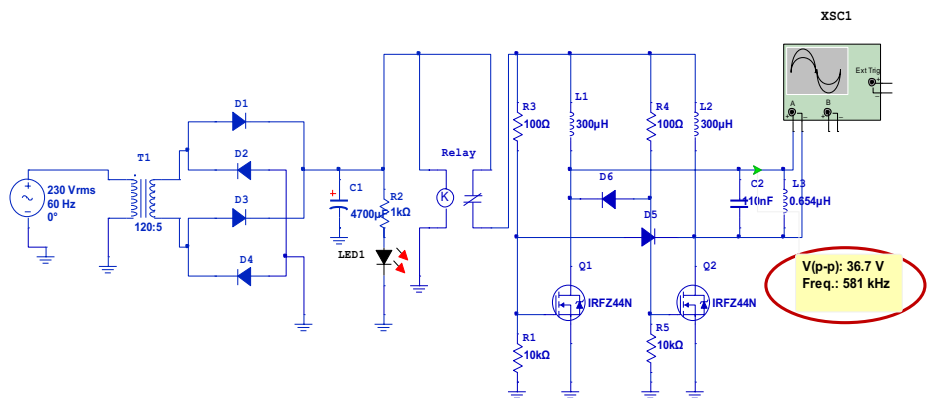 XSC1
Ext Trig
+
_
A
B
+
_
+
_
D1
D2
D3
D4
T1
120:5
230 Vrms
60 Hz
0°
C1
4700µF
R2
1kΩ
LED1
Relay
K
R3
100Ω
L1
300µH
R4
100Ω
L2
300µH
D6
D5
C2
110nF
L3
0.654µH
Q1
IRFZ44N
Q2
IRFZ44N
R1
10kΩ
R5
10kΩ
V(p-p): 36.7 V
Freq.: 581 kHz